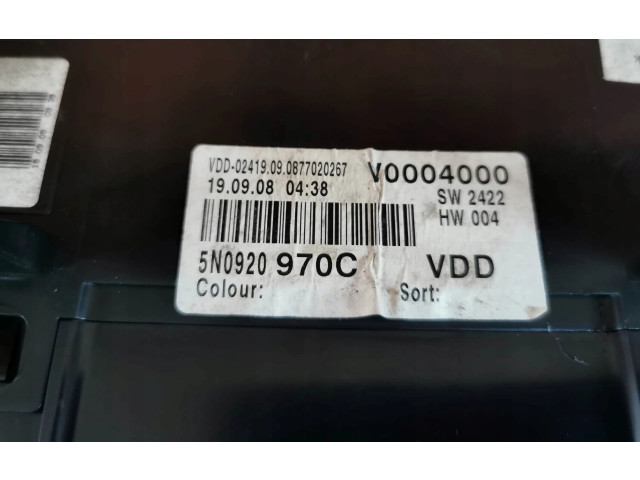 VDD-02419.09.0877020267 V0004000
19.09.08 04:38 SW 2422
HW 004
5N0920 970C VDD
Colour: Sort: